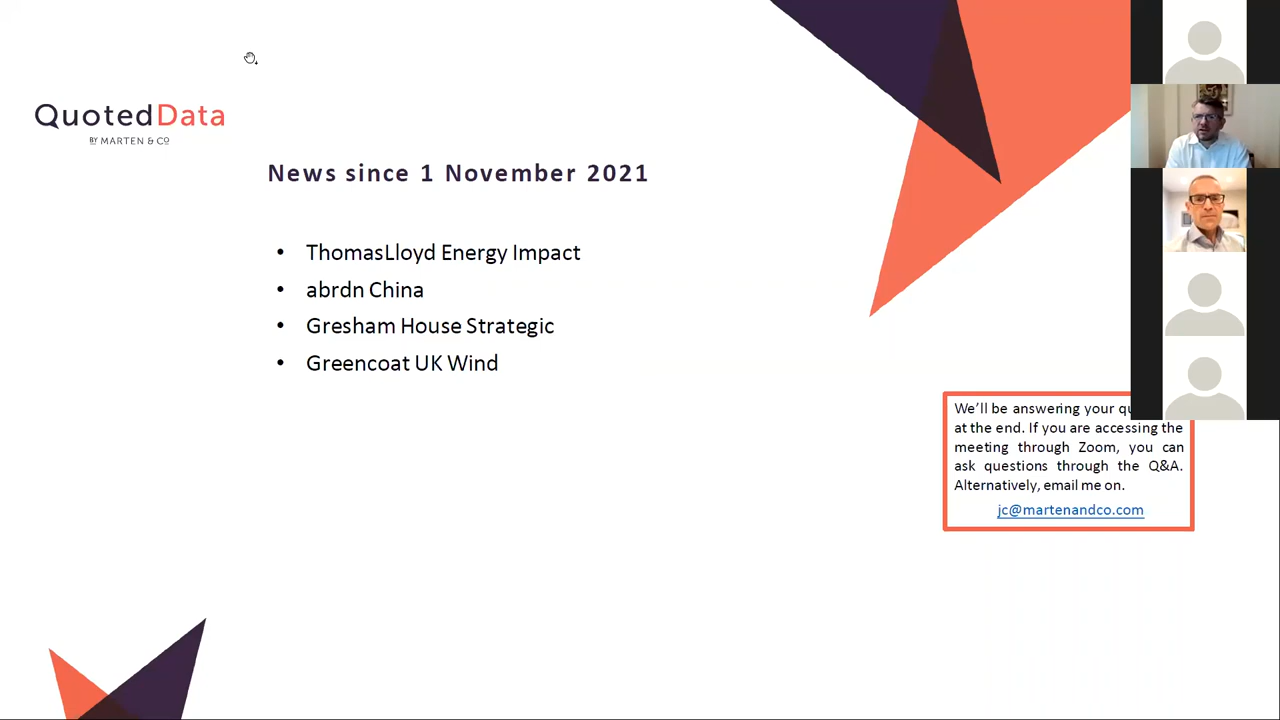 QuotedData
BY MARTEN & CO
News since 1 November 2021
• ThomasLloyd Energy Impact
• abrdn China
• Gresham House Strategic
• Greencoat UK Wind
We'll be answering your
at the end. If you are accessing the
meeting through Zoom, you can
ask questions through the Q&A.
Alternatively, email me on.
jc@martenandco.com